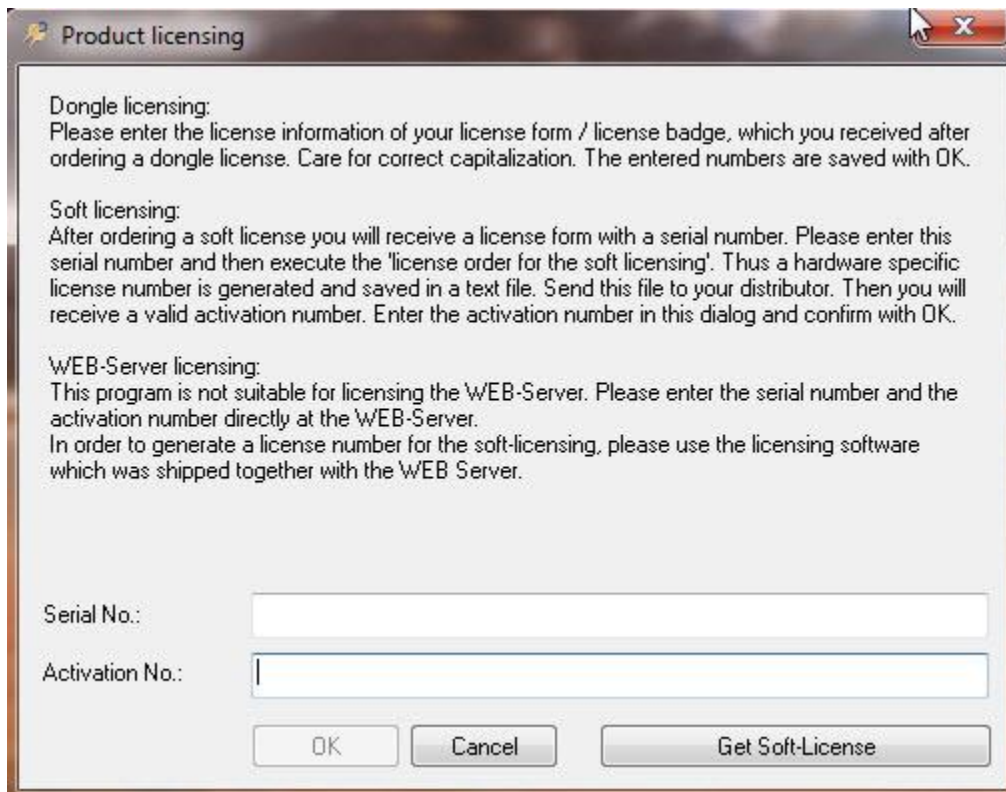 Product licensing
Dongle licensing:
Please enter the license information of your license form / license badge, which you received after
ordering a dongle license. Care for correct capitalization. The entered numbers are saved with OK.
Soft licensing:
After ordering a soft license you will receive a license form with a serial number. Please enter this
serial number and then execute the 'license order for the soft licensing'. Thus a hardware specific
license number is generated and saved in a text file. Send this file to your distributor. Then you will
receive a valid activation number. Enter the activation number in this dialog and confirm with OK.
WEB-Server licensing:
This program is not suitable for licensing the WEB-Server. Please enter the serial number and the
activation number directly at the WEB-Server.
In order to generate a license number for the soft-licensing, please use the licensing software
which was shipped together with the WEB Server.
Serial No.:
Activation No.:
OK Cancel Get Soft-License